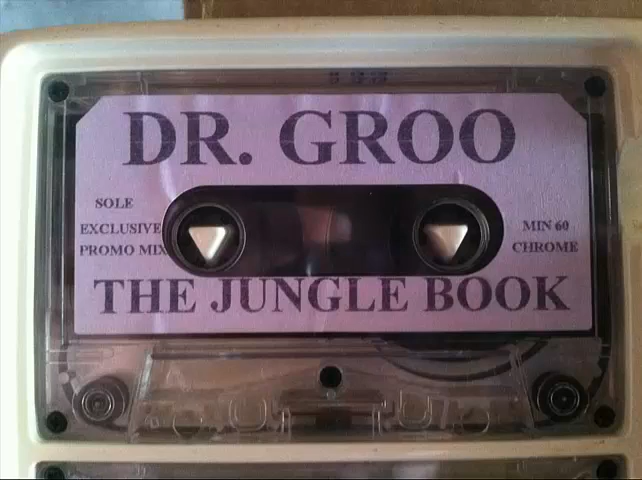 DR. GROO
SOLE
EXCLUSIVE
PROMO MIX
MIN 60
CHROME
THE JUNGLE BOOK